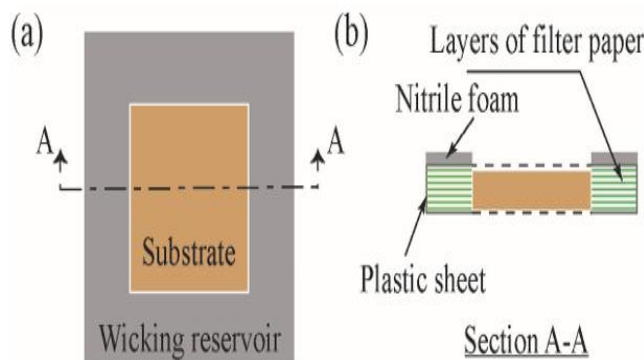 (a)
A
A
Substrate
Wicking reservoir
(b)
Layers of filter paper
Nitrile foam
Plastic sheet
Section A-A